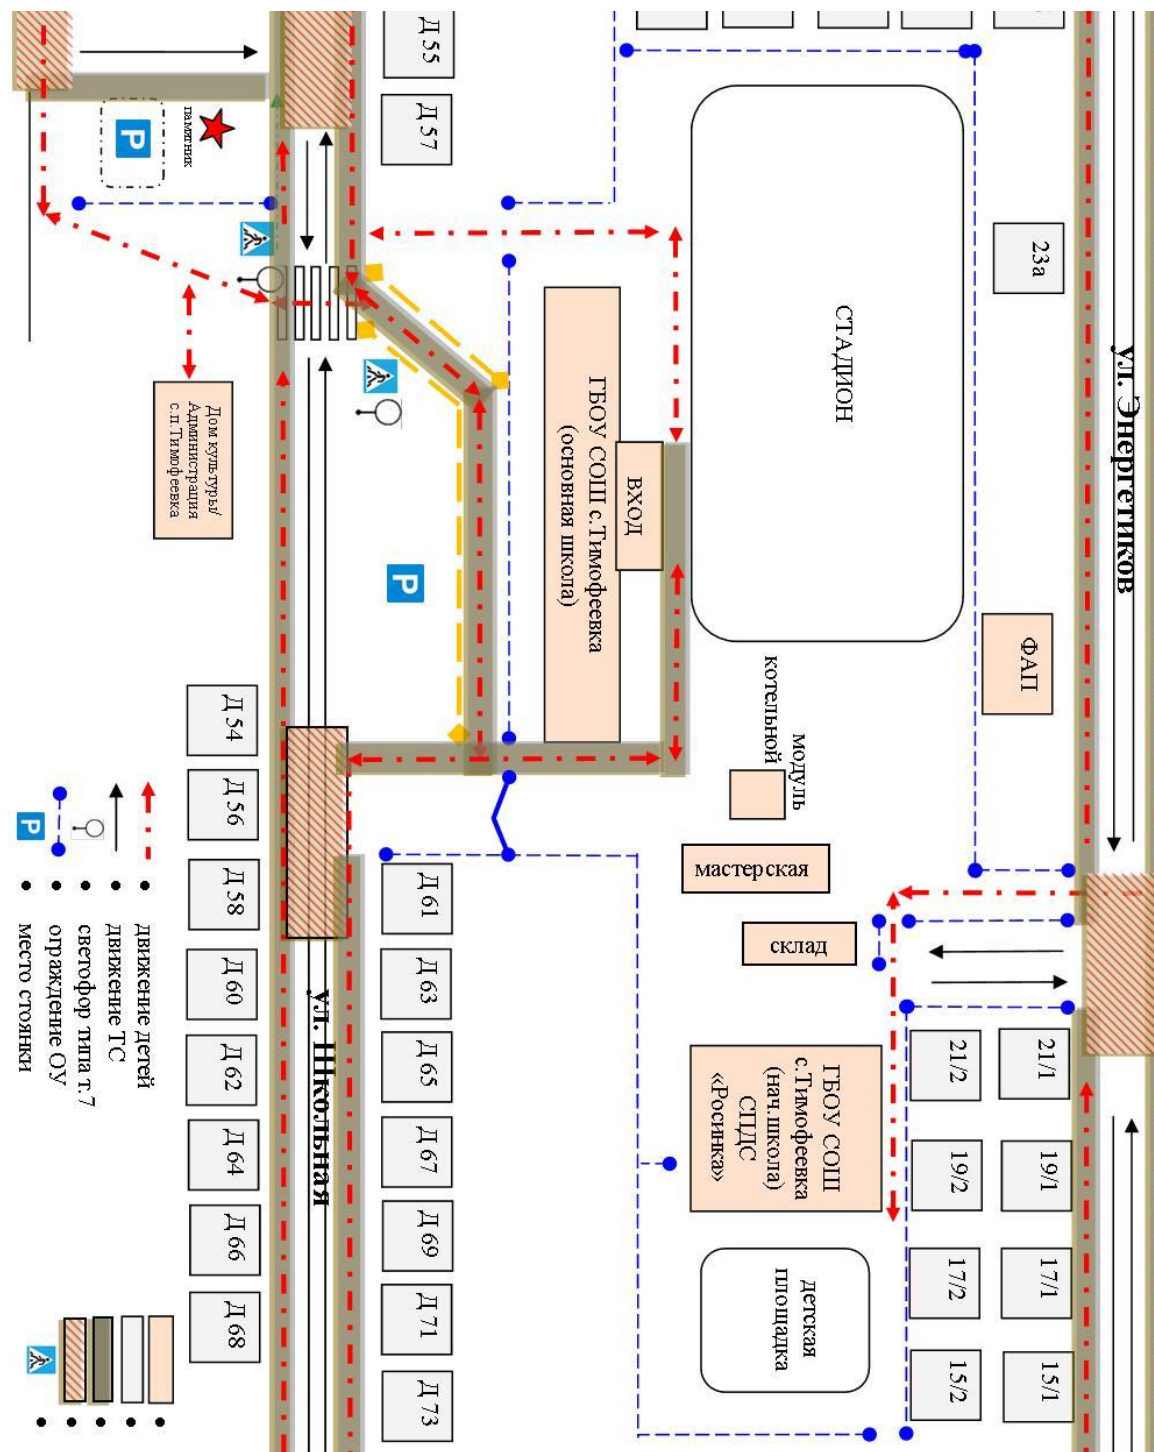 Д 55
Д 57
памятник
P
23а
СТАДИОН
ул. Энергетиков
ГБОУ СОШ с.Тимофеевка
(основная школа)
ВХОД
Дом культуры/
Администрация
с.п.Тимофеевка
P
ФАП
модуль
котельной
мастерская
склад
Д 54
Д 56
Д 58
Д 60
Д 62
Д 64
Д 66
Д 68
ул. Школьная
Д 61
Д 63
Д 65
Д 67
Д 69
Д 71
Д 73
ГБОУ СОШ
с.Тимофеевка
(нач.школа)
СПДС
«Росинка»
детская
площадка
21/1
21/2
19/1
19/2
17/1
17/2
15/1
15/2
• движение детей
• движение ТС
• светофор типа т.7
• ограждение ОУ
P • место стоянки